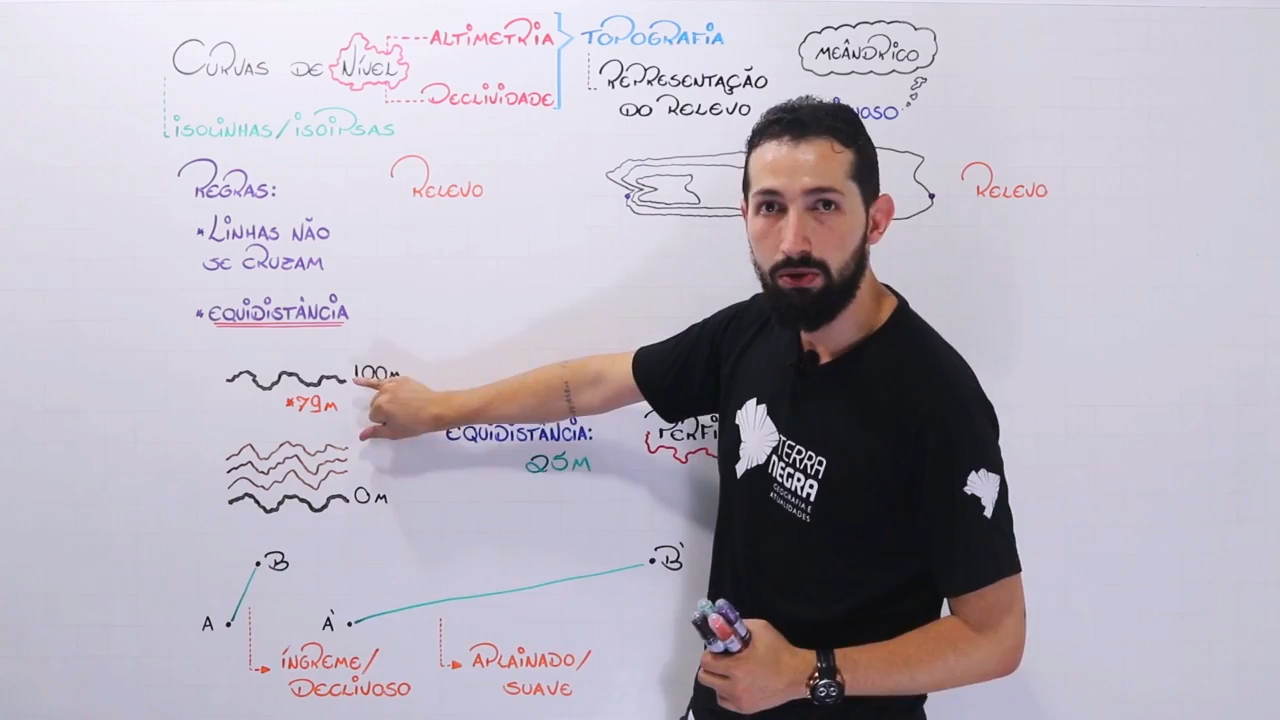 CURVAS DE NÍVEL
ALTIMETRIA
DECLIVIDADE
TOPOGRAFIA
REPRESENTAÇÃO
DO RELEVO
MEÂNDRICO
ISOLINHAS/ISOIPSAS
REGRAS:
*LINHAS NÃO
SE CRUZAM
*EQUIDISTÂNCIA
RELEVO
RELEVO
100M
*79M
0M
EQUIDISTÂNCIA:
25M
TERRA
NEGRA
GEOGRAFIA E
ATUALIDADES
B
A
À
B̀
ÍNGREME/
DECLIVOSO
APLAINADO/
SUAVE